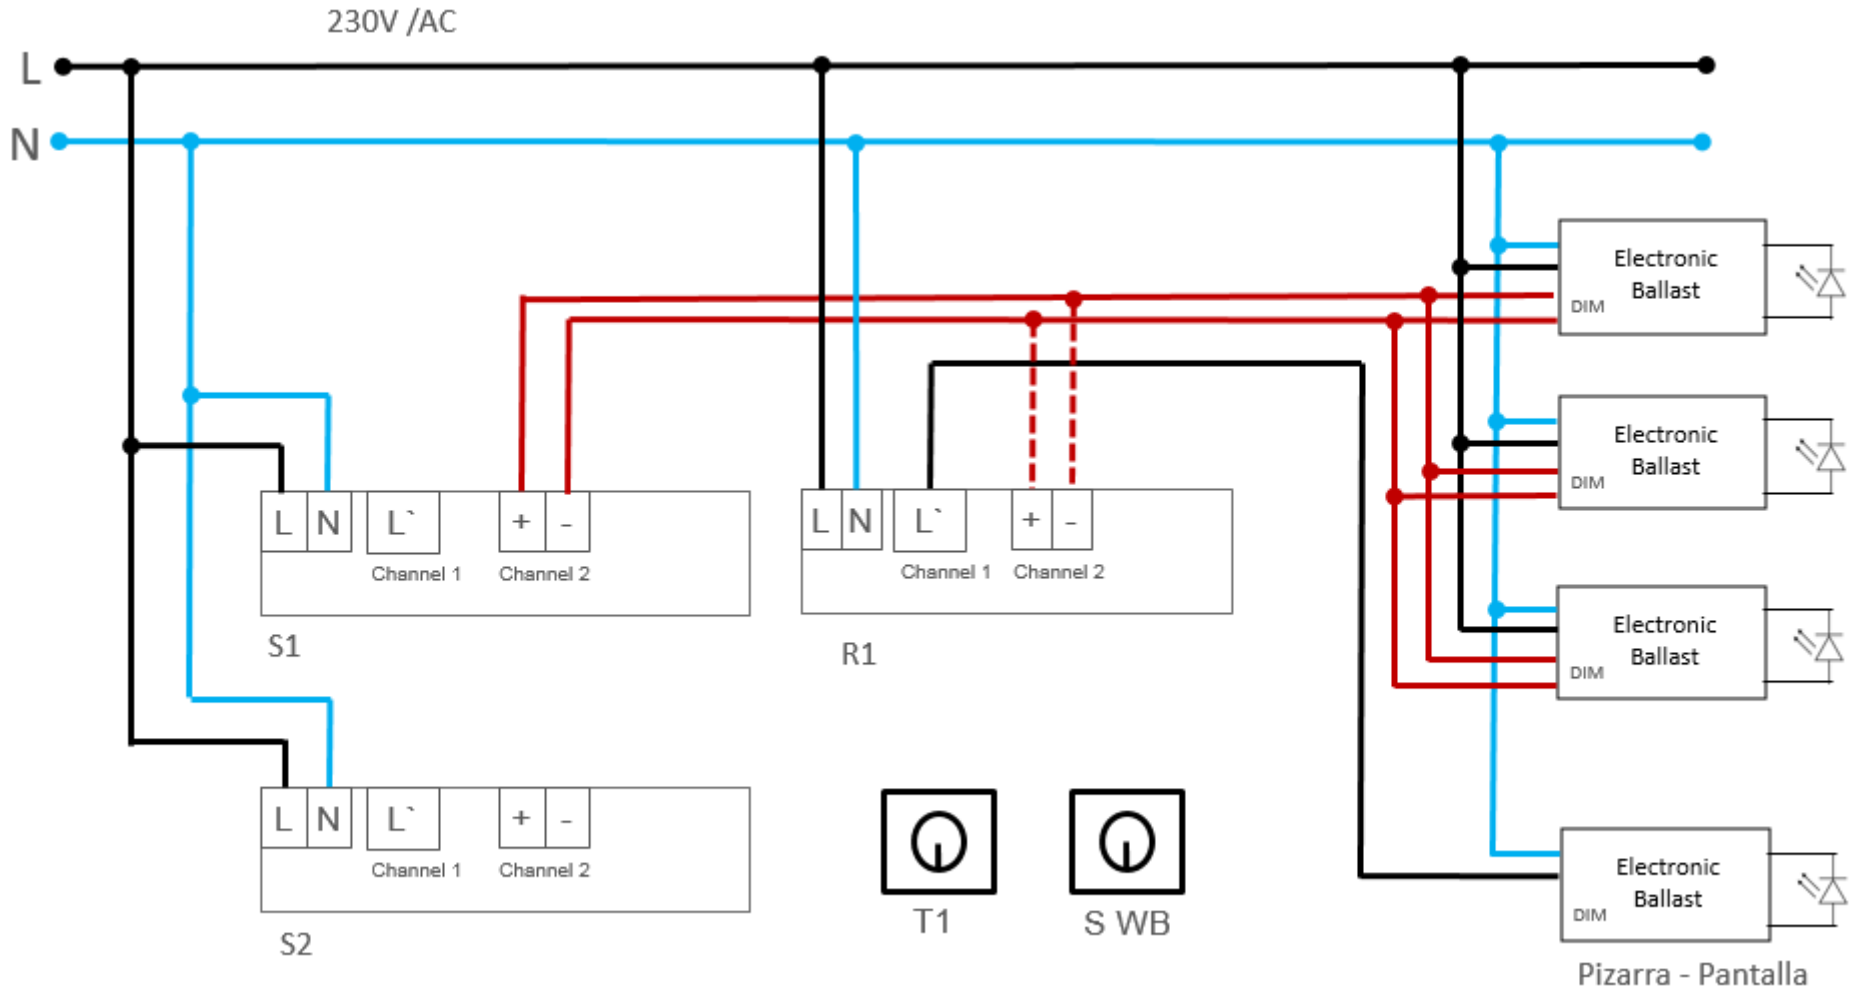 230V /AC
L
N
Electronic
Ballast
DIM
Electronic
Ballast
DIM
L N L` + -
Channel 1 Channel 2
S1
L N L` + -
Channel 1 Channel 2
R1
Electronic
Ballast
DIM
L N L` + -
Channel 1 Channel 2
S2
T1
S WB
Electronic
Ballast
DIM
Pizarra - Pantalla